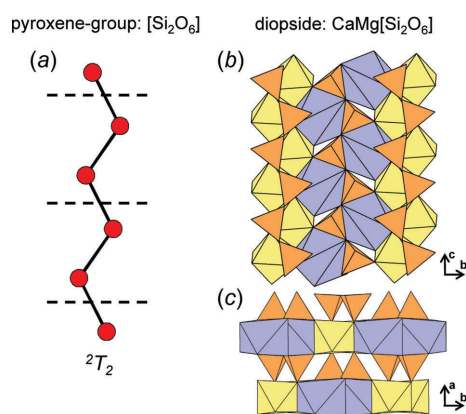 pyroxene-group: [Si₂O₆]
diopside: CaMg[Si₂O₆]
(a)
(b)
c
b
(c)
a
b
²T₂